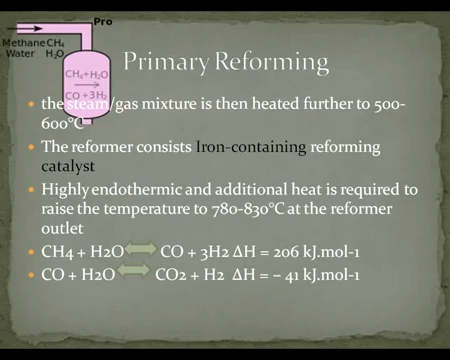 Pro
Methane CH₄
Water H₂O
CH₄+H₂O
CO +3H₂
Primary Reforming
the steam/gas mixture is then heated further to 500-
600°C
The reformer consists Iron-containing reforming
catalyst
Highly endothermic and additional heat is required to
raise the temperature to 780-830°C at the reformer
outlet
CH4 + H2O CO + 3H2 ΔH = 206 kJ.mol-1
CO + H2O CO2 + H2 ΔH = – 41 kJ.mol-1